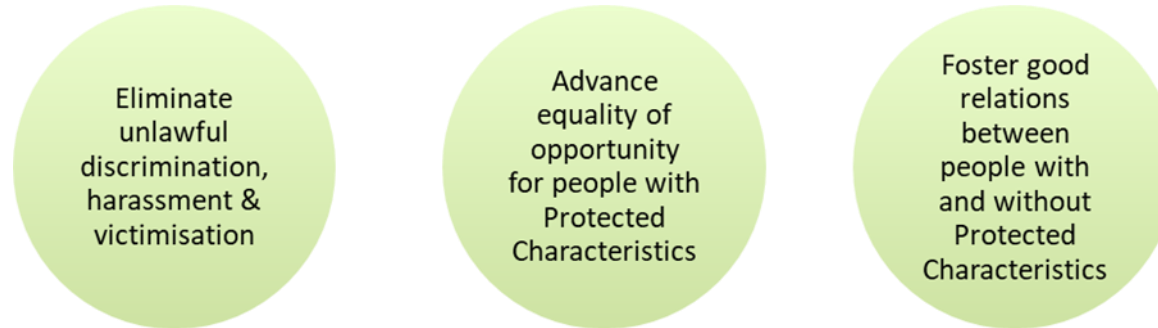 Eliminate
unlawful
discrimination,
harassment &
victimisation
Advance
equality of
opportunity
for people with
Protected
Characteristics
Foster good
relations
between
people with
and without
Protected
Characteristics